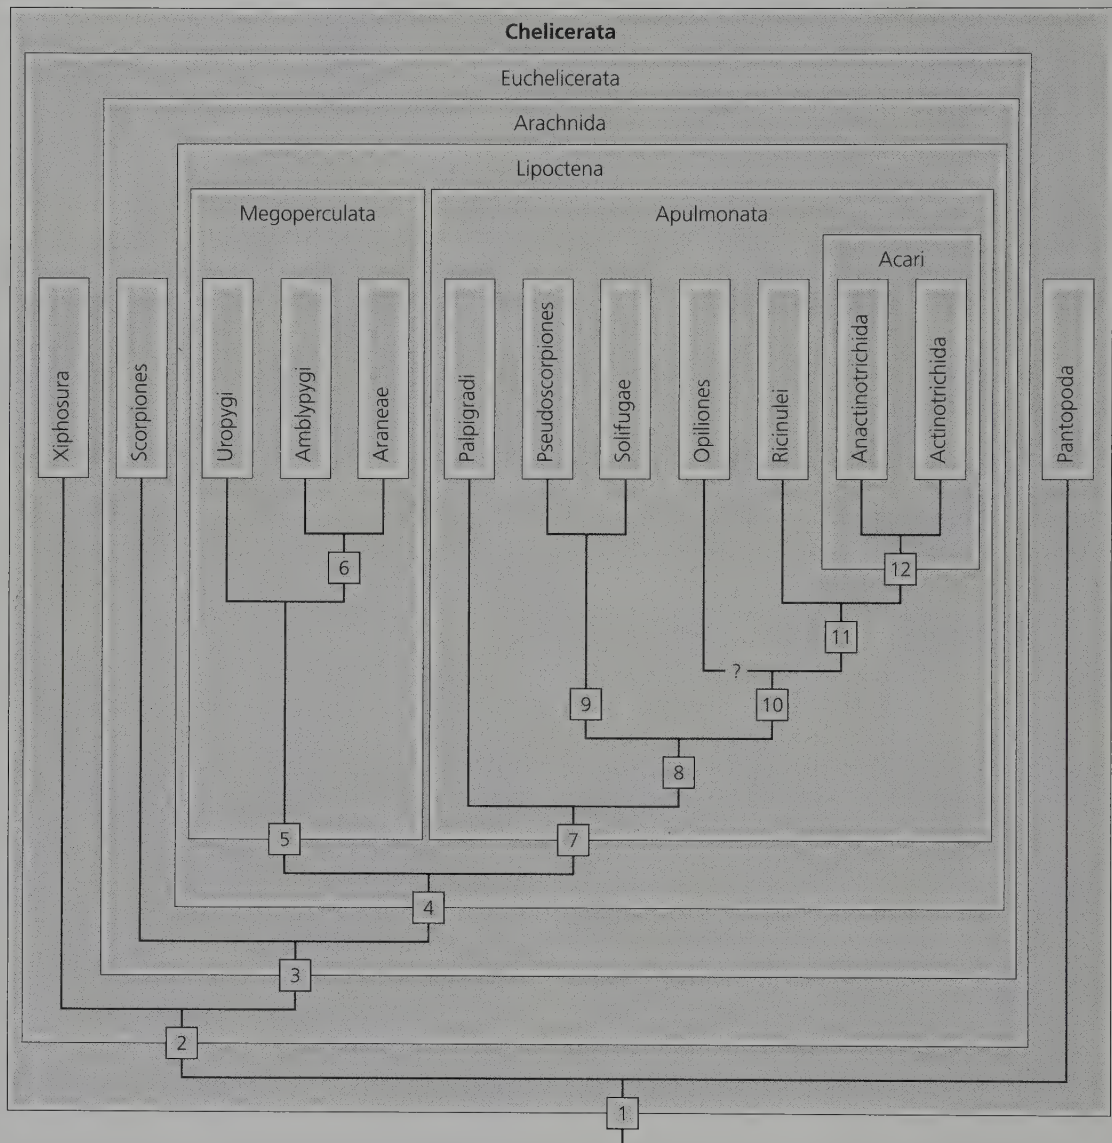 Chelicerata
Euchelicerata
Arachnida
Lipoctena
Megoperculata
Apulmonata
Acari
Xiphosura
Scorpiones
Uropygi
Amblypygi
Araneae
Palpigradi
Pseudoscorpiones
Solifugae
Opiliones
Ricinulei
Anactinotrichida
Actinotrichida
Pantopoda
6
12
11
?
9
10
8
5
7
4
3
2
1